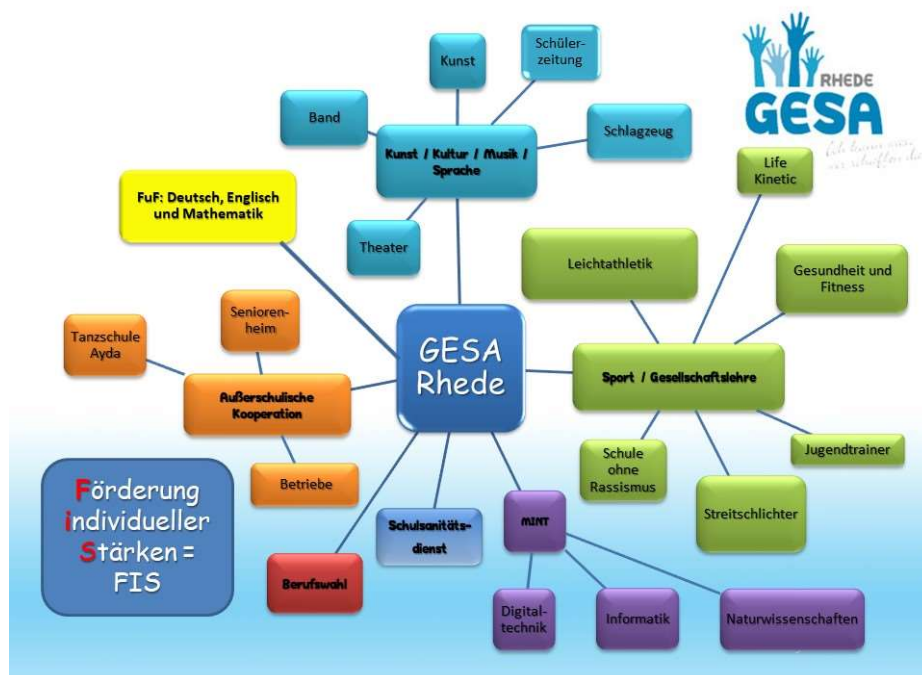 Kunst
Schüler-
zeitung
RHEDE
GESA
Band
Schlagzeug
Kunst / Kultur / Musik /
Sprache
Life
Kinetic
FuF: Deutsch, Englisch
und Mathematik
Theater
Leichtathletik
Gesundheit und
Fitness
Senioren-
heim
Tanzschule
Ayda
GESA
Rhede
Sport / Gesellschaftslehre
Außerschulische
Kooperation
Jugendtrainer
Schule
ohne
Rassismus
Betriebe
Streitschlichter
Förderung
individueller
Stärken =
FIS
Schulsanitäts-
dienst
MINT
Berufswahl
Digital-
technik
Informatik
Naturwissenschaften